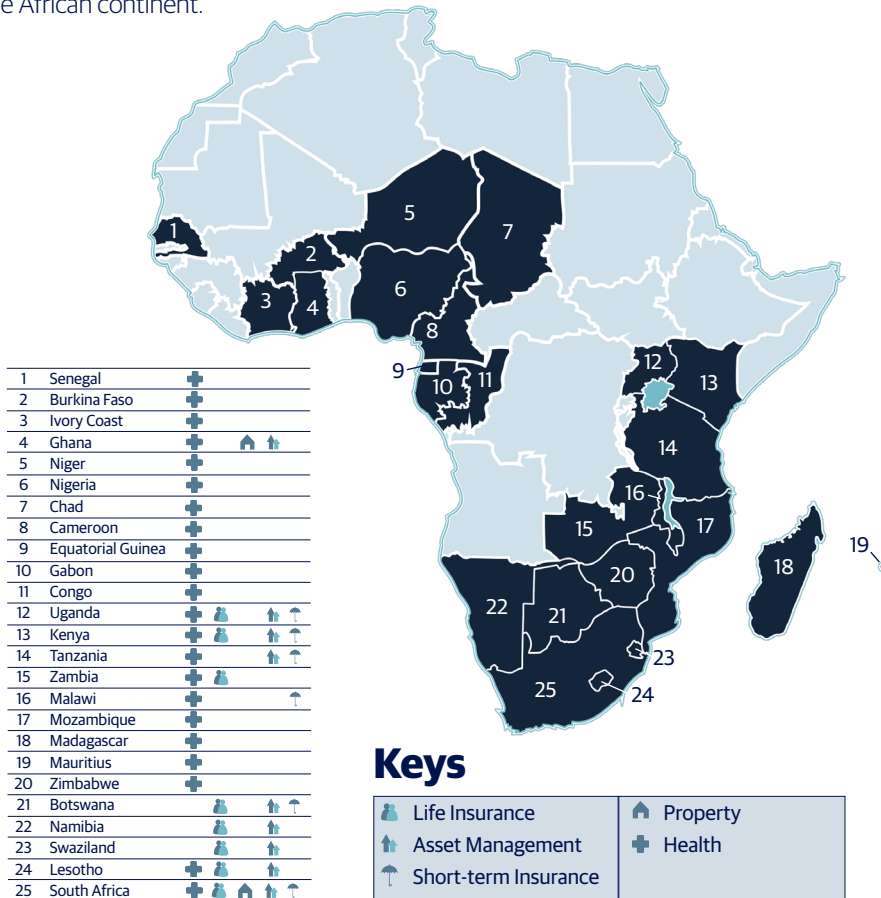 e African continent.
1
2
3
4
5
6
7
8
9
10
11
12
13
14
15
16
17
18
19
20
21
22
23
24
25
1 Senegal
2 Burkina Faso
3 Ivory Coast
4 Ghana
5 Niger
6 Nigeria
7 Chad
8 Cameroon
9 Equatorial Guinea
10 Gabon
11 Congo
12 Uganda
13 Kenya
14 Tanzania
15 Zambia
16 Malawi
17 Mozambique
18 Madagascar
19 Mauritius
20 Zimbabwe
21 Botswana
22 Namibia
23 Swaziland
24 Lesotho
25 South Africa
Keys
Life Insurance
Asset Management
Short-term Insurance
Property
Health